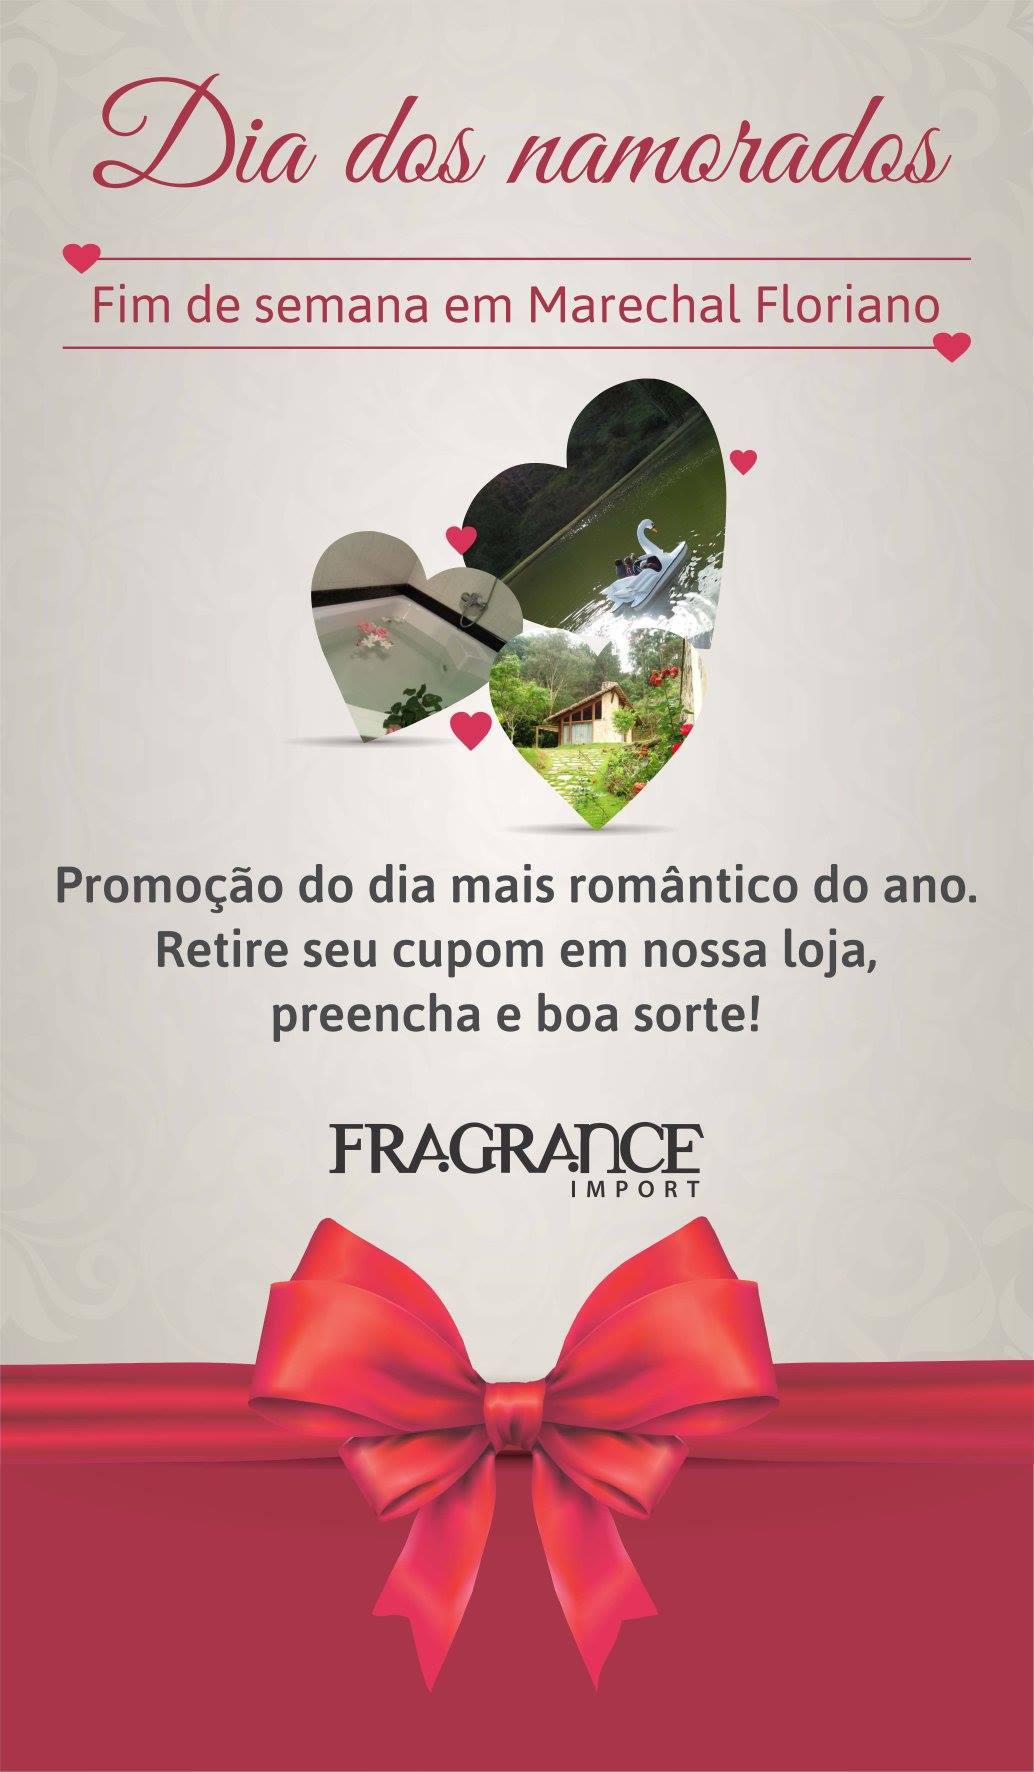 Dia dos namorados
Fim de semana em Marechal Floriano
Promoção do dia mais romântico do ano.
Retire seu cupom em nossa loja,
preencha e boa sorte!
FRAGRANCE
IMPORT